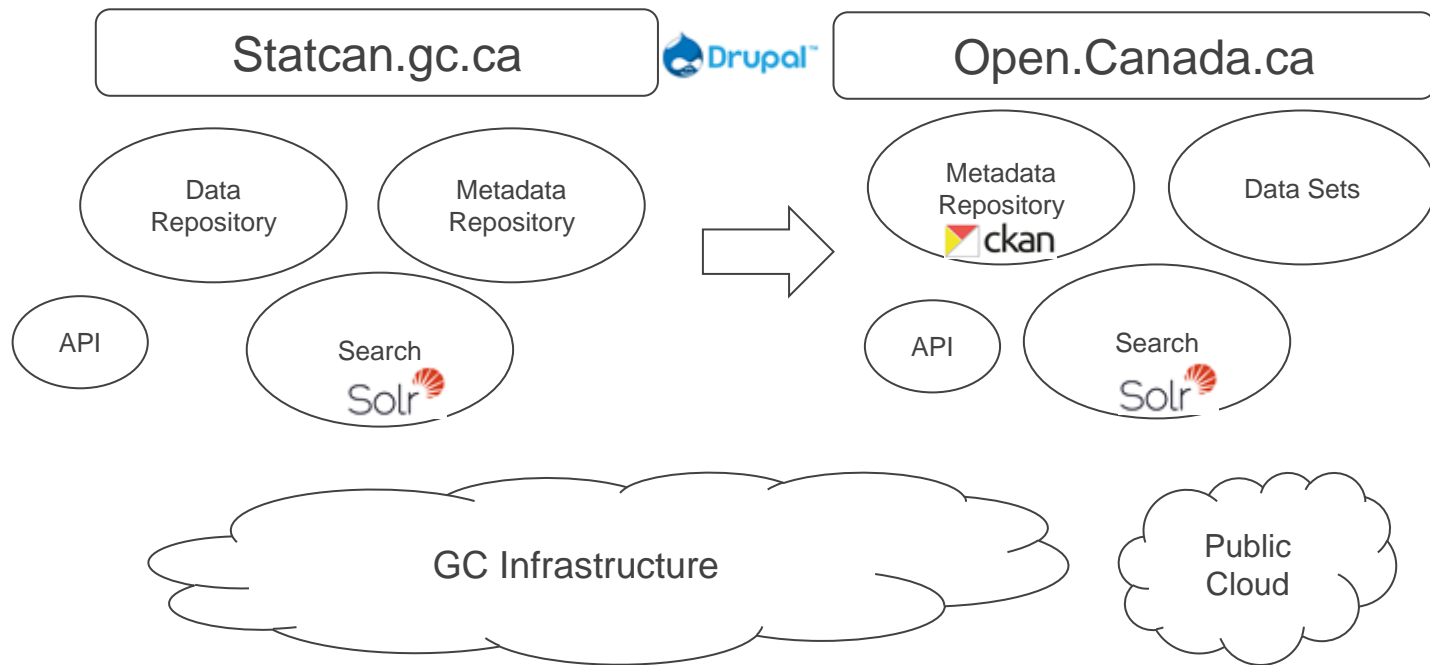 Statcan.gc.ca
Drupal™
Open.Canada.ca
Data
Repository
Metadata
Repository
API
Search
Solr
Metadata
Repository
ckan
Data Sets
API
Search
Solr
GC Infrastructure
Public
Cloud